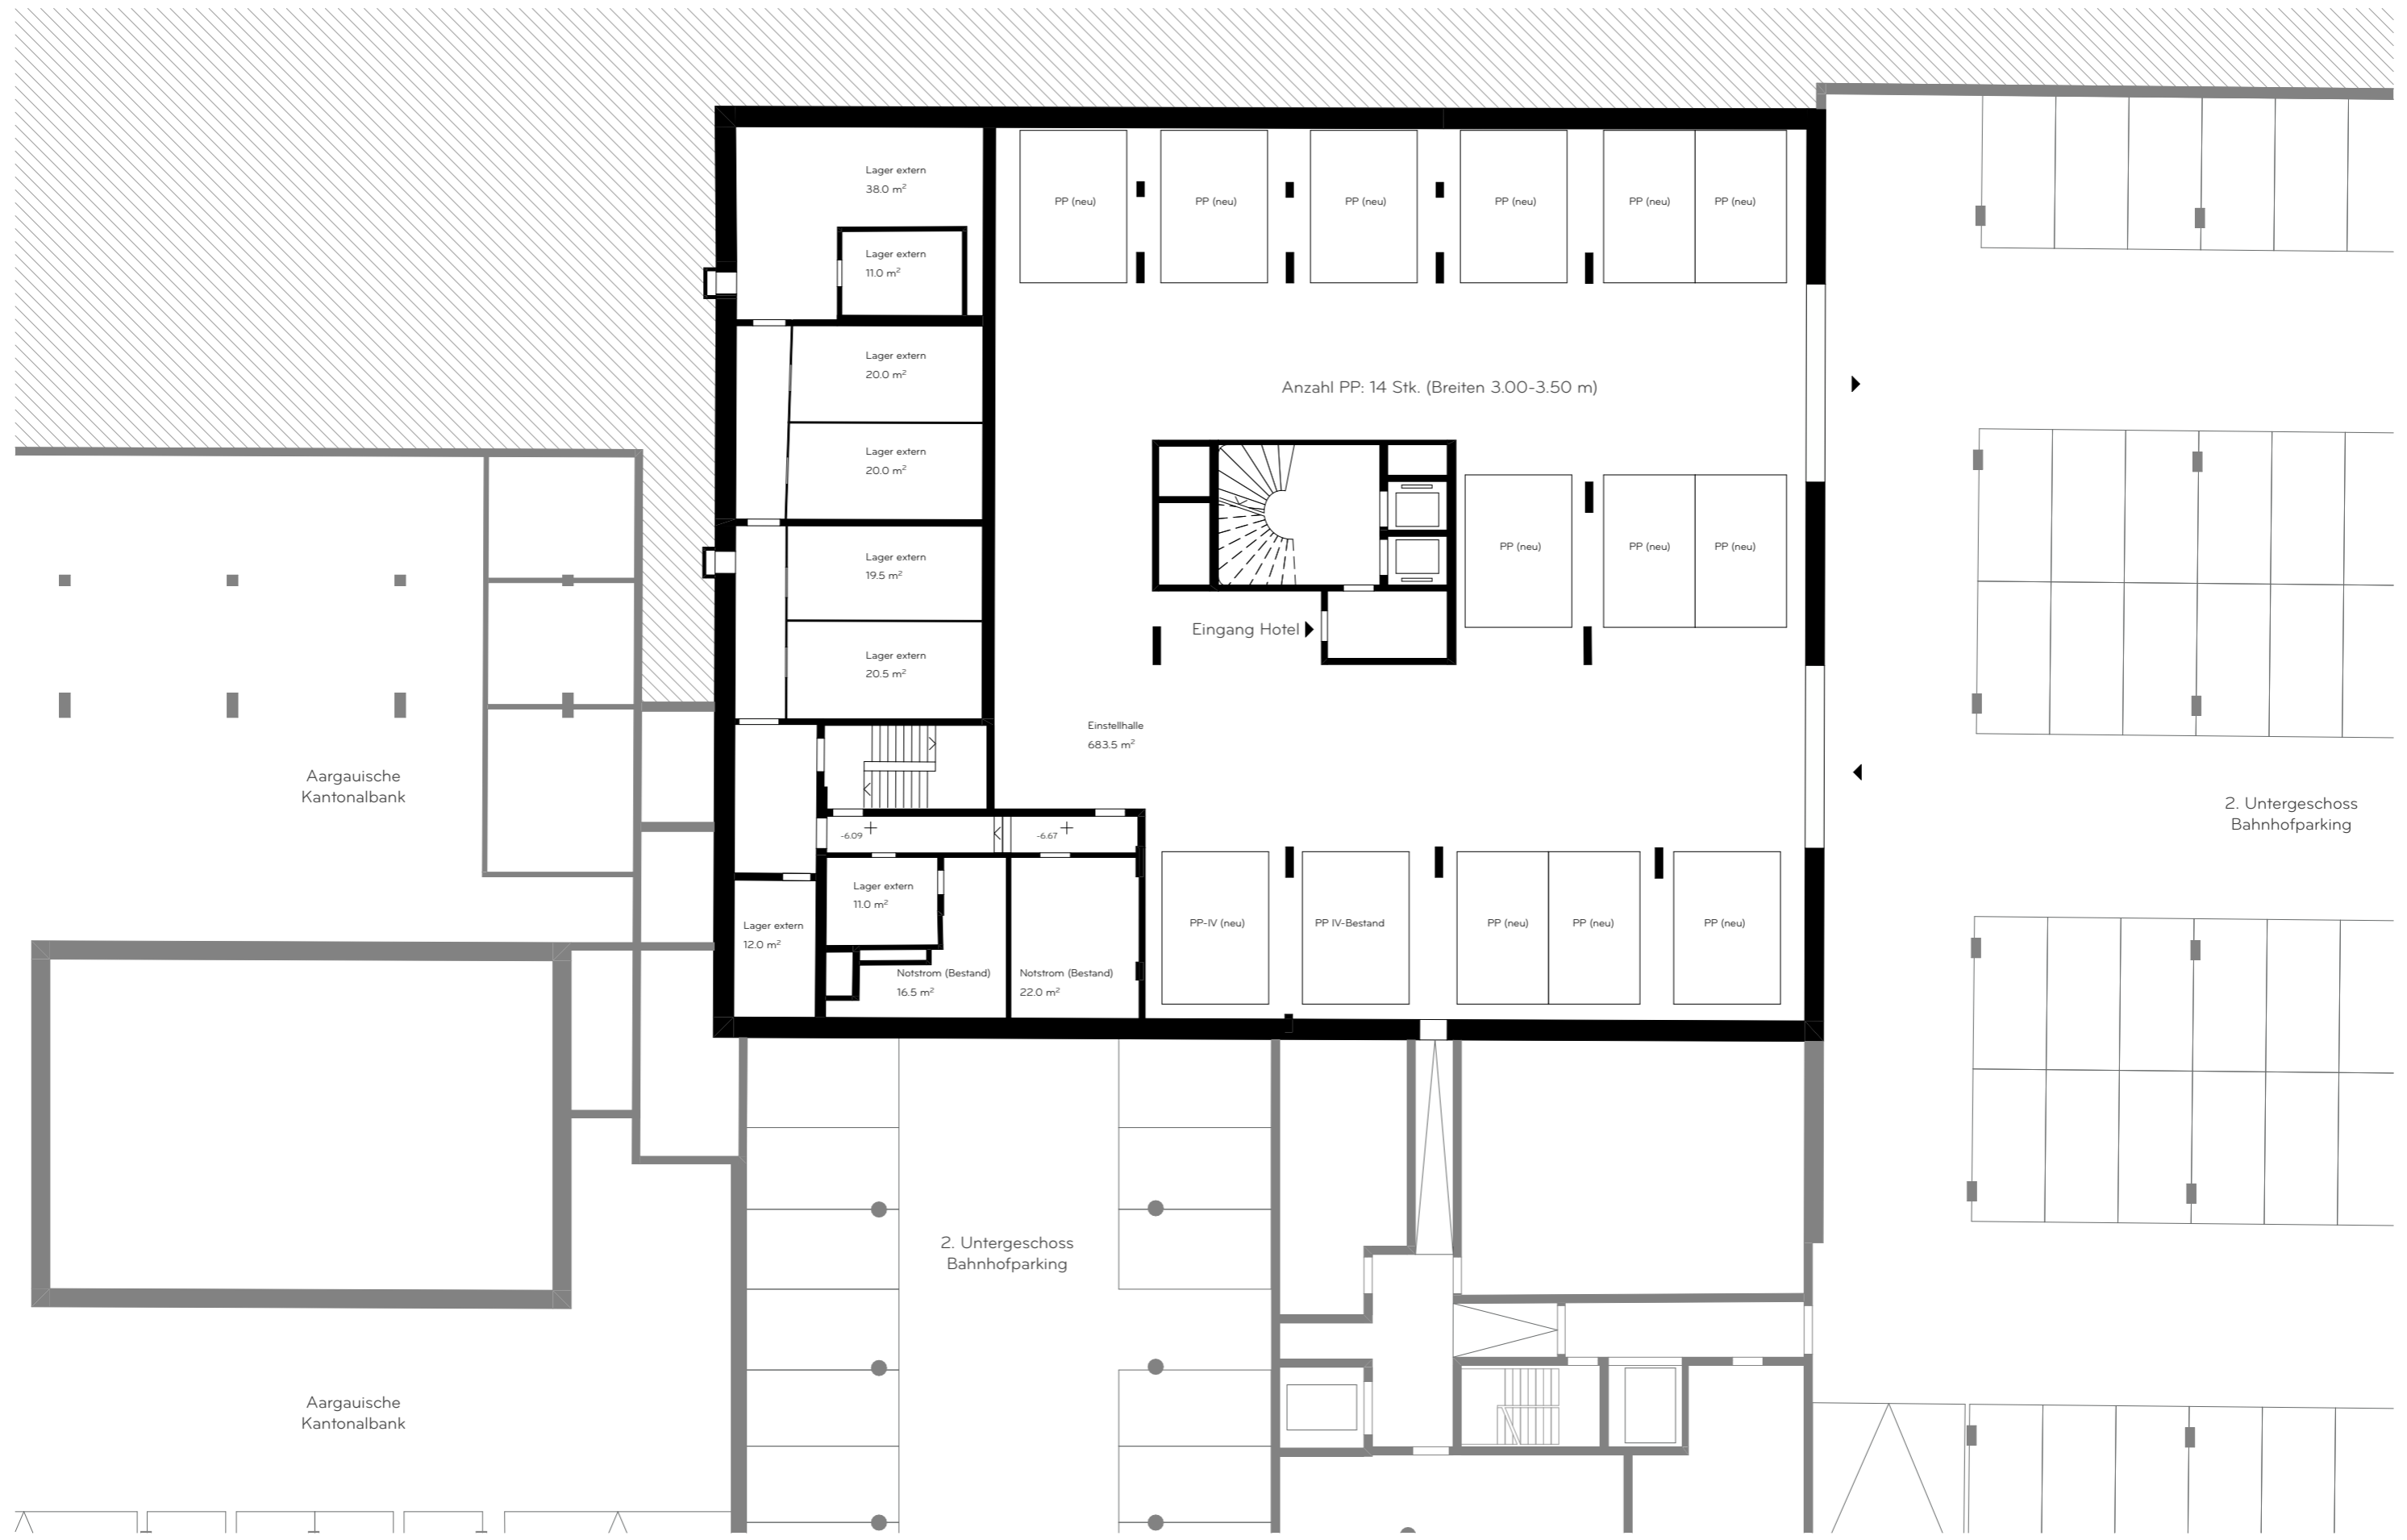 Lager extern
38.0 m²
Lager extern
11.0 m²
PP (neu)
PP (neu)
PP (neu)
PP (neu)
PP (neu)
PP (neu)
Lager extern
20.0 m²
Anzahl PP: 14 Stk. (Breiten 3.00-3.50 m)
Lager extern
20.0 m²
Lager extern
19.5 m²
PP (neu)
PP (neu)
PP (neu)
Eingang Hotel
Lager extern
20.5 m²
Einstellhalle
683.5 m²
Aargauische
Kantonalbank
2. Untergeschoss
Bahnhofparking
-6.09
-6.67
Lager extern
11.0 m²
Lager extern
12.0 m²
Notstrom (Bestand)
16.5 m²
Notstrom (Bestand)
22.0 m²
PP-IV (neu)
PP IV-Bestand
PP (neu)
PP (neu)
PP (neu)
2. Untergeschoss
Bahnhofparking
Aargauische
Kantonalbank